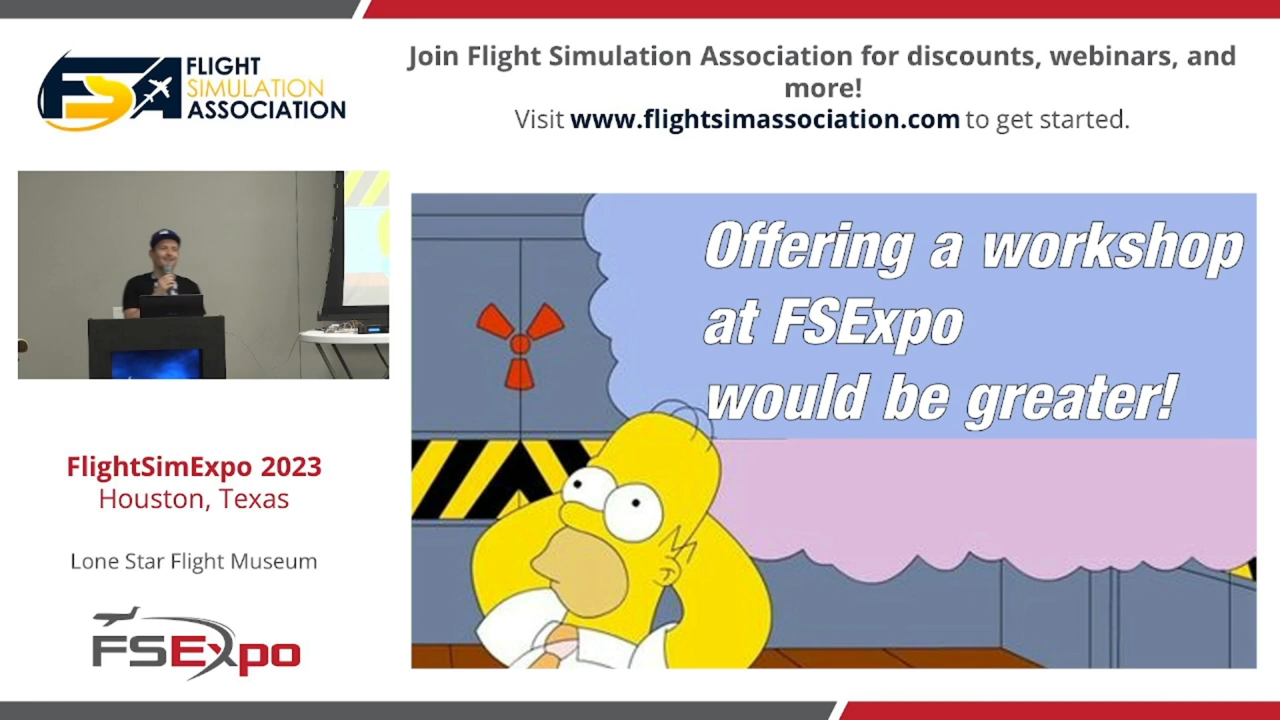 FLIGHT
SIMULATION
ASSOCIATION
Join Flight Simulation Association for discounts, webinars, and
more!
Visit www.flightsimassociation.com to get started.
Offering a workshop
at FSExpo
would be greater!
FlightSimExpo 2023
Houston, Texas
Lone Star Flight Museum
FSExpo